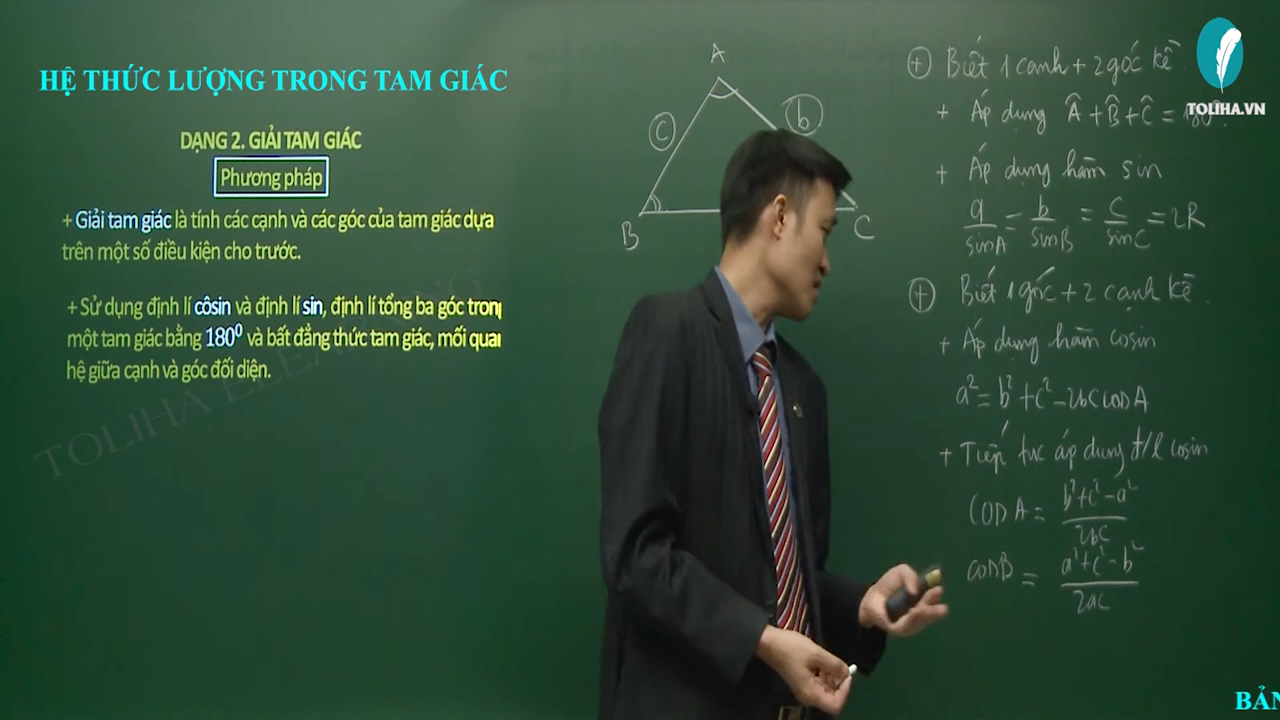 HỆ THỨC LƯỢNG TRONG TAM GIÁC
DẠNG 2. GIẢI TAM GIÁC
Phương pháp
+ Giải tam giác là tính các cạnh và các góc của tam giác dựa
trên một số điều kiện cho trước.
+ Sử dụng định lí côsin và định lí sin, định lí tổng ba góc tron
một tam giác bằng 180⁰ và bất đẳng thức tam giác, mối qua
hệ giữa cạnh và góc đối diện.
TOLIHA ELEARNING
A
c
b
B
C
+ Biết 1 cạnh + 2 góc kề
+ Áp dụng Â + B̂ + Ĉ = 180°.
+ Áp dụng hàm sin
a/sinA = b/sinB = c/sinC = 2R
+ Biết 1 góc + 2 cạnh kề.
+ Áp dụng hàm cosin
a² = b² + c² - 2bc cosA
+ Tiếp tục áp dụng đ/l cosin
cosA = b² + c² - a² / 2bc
cosB = a² + c² - b² / 2ac
TOLIHA.VN
BẢN